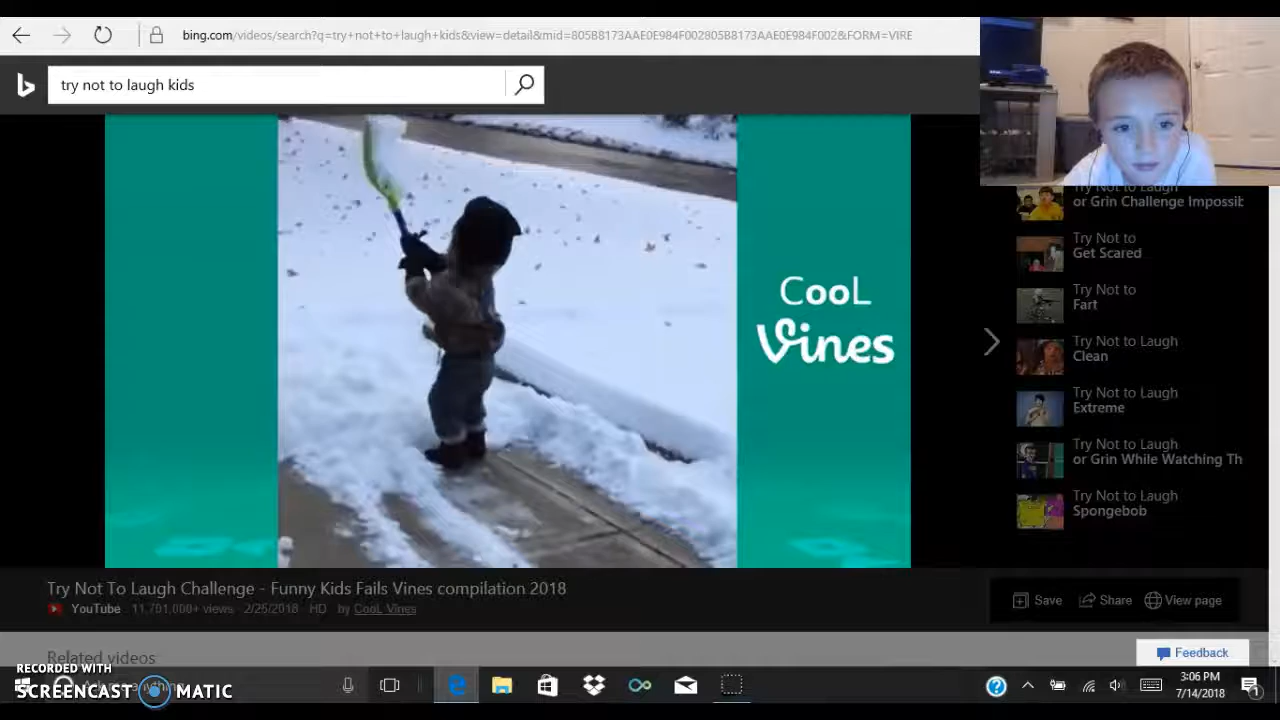 bing.com/videos/search?q=try+not+to+laugh+kids&view=detail&mid=805B8173AAE0E984F002805B8173AAE0E984F002&FORM=VIRE
try not to laugh kids
CooL
Vines
Try Not to Laugh
or Grin Challenge Impossib
Try Not to
Get Scared
Try Not to
Fart
Try Not to Laugh
Clean
Try Not to Laugh
Extreme
Try Not to Laugh
or Grin While Watching Th
Try Not to Laugh
Spongebob
Try Not To Laugh Challenge - Funny Kids Fails Vines compilation 2018
YouTube 11,701,000+ views 2/25/2018 HD by CooL Vines
Save Share View page
Related videos
Feedback
RECORDED WITH
SCREENCAST MATIC
3:06 PM
7/14/2018
1